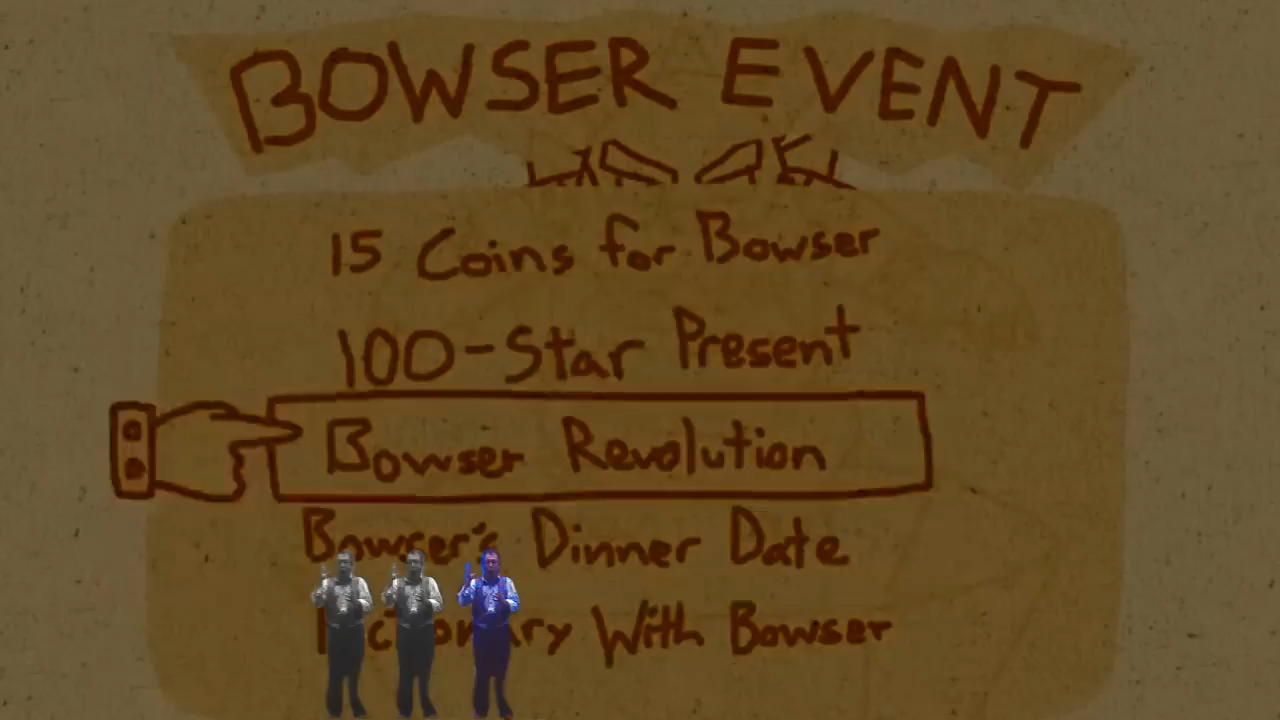 BOWSER EVENT
15 Coins for Bowser
100-Star Present
Bowser Revolution
Bowser's Dinner Date
With Bowser